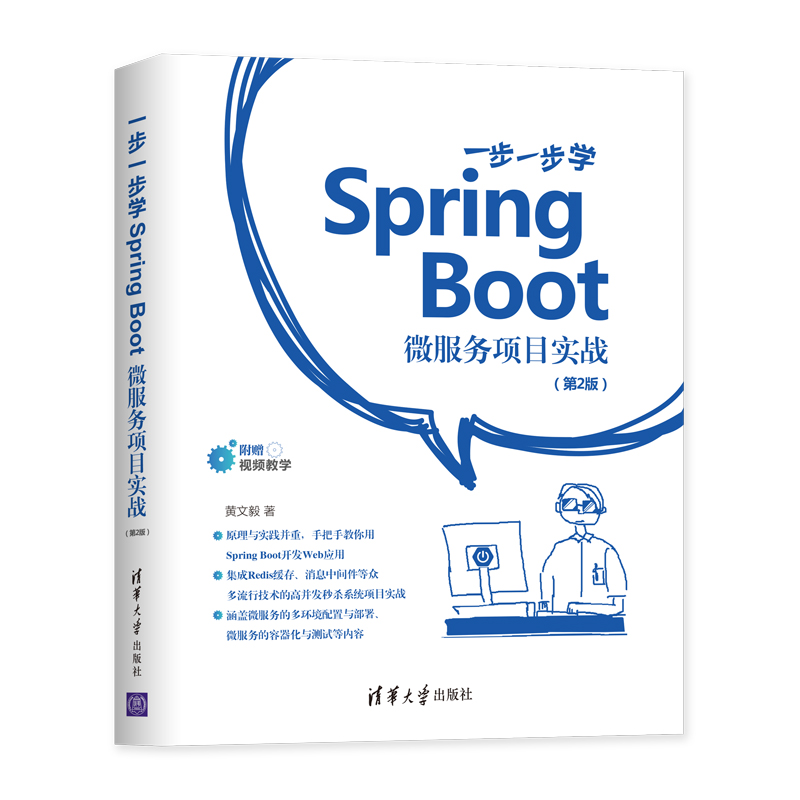 一步一步学Spring Boot 微服务项目实战
(第2版)
清华大学出版社
一步一步学
Spring
Boot
微服务项目实战
(第2版)
附赠
视频教学
黄文毅 著
原理与实践并重，手把手教你用
Spring Boot开发Web应用
集成Redis缓存、消息中间件等众
多流行技术的高并发秒杀系统项目实战
涵盖微服务的多环境配置与部署、
微服务的容器化与测试等内容
清华大学出版社